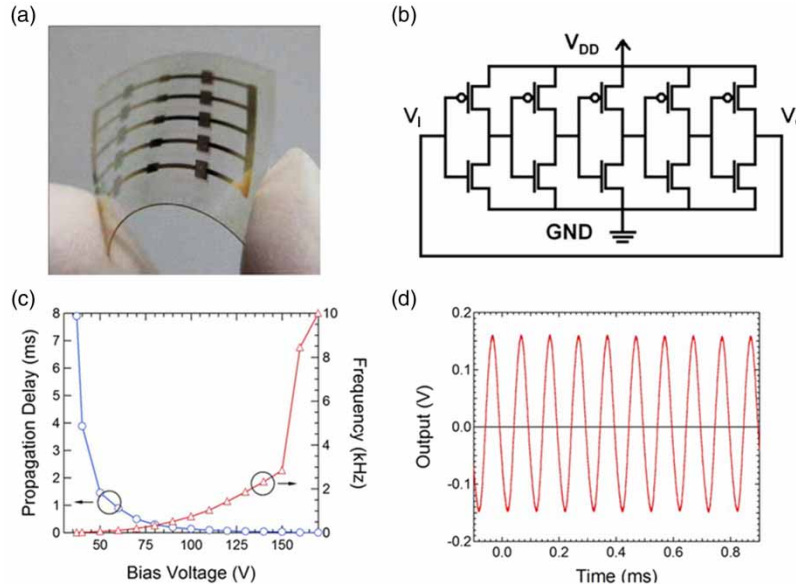 (a)
(b)
VDD
VI
V
GND
(c)
8
7
6
5
4
3
2
1
0
Propagation Delay (ms)
10
8
6
4
2
0
Frequency (kHz)
50
75
100
125
150
Bias Voltage (V)
(d)
0.2
0.1
0.0
-0.1
-0.2
Output (V)
0.0
0.2
0.4
0.6
0.8
Time (ms)